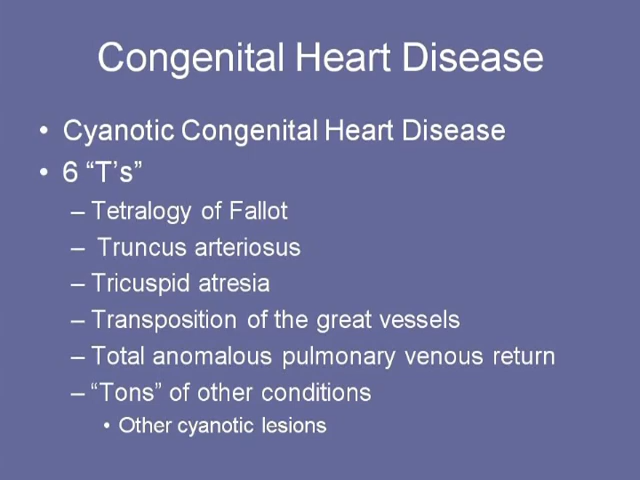 Congenital Heart Disease
• Cyanotic Congenital Heart Disease
• 6 “T’s”
– Tetralogy of Fallot
– Truncus arteriosus
– Tricuspid atresia
– Transposition of the great vessels
– Total anomalous pulmonary venous return
– “Tons” of other conditions
• Other cyanotic lesions